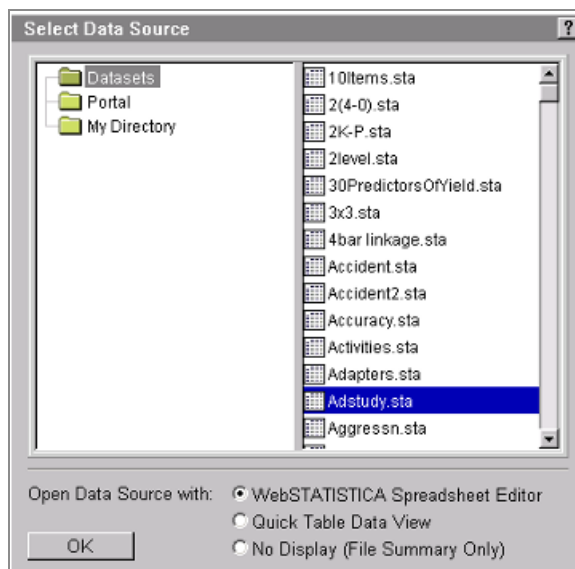 Select Data Source
?
Datasets
Portal
My Directory
10Items.sta
2(4-0).sta
2K-P.sta
2level.sta
30PredictorsOfYield.sta
3x3.sta
4bar linkage.sta
Accident.sta
Accident2.sta
Accuracy.sta
Activities.sta
Adapters.sta
Adstudy.sta
Aggressn.sta
Open Data Source with:
WebSTATISTICA Spreadsheet Editor
Quick Table Data View
No Display (File Summary Only)
OK